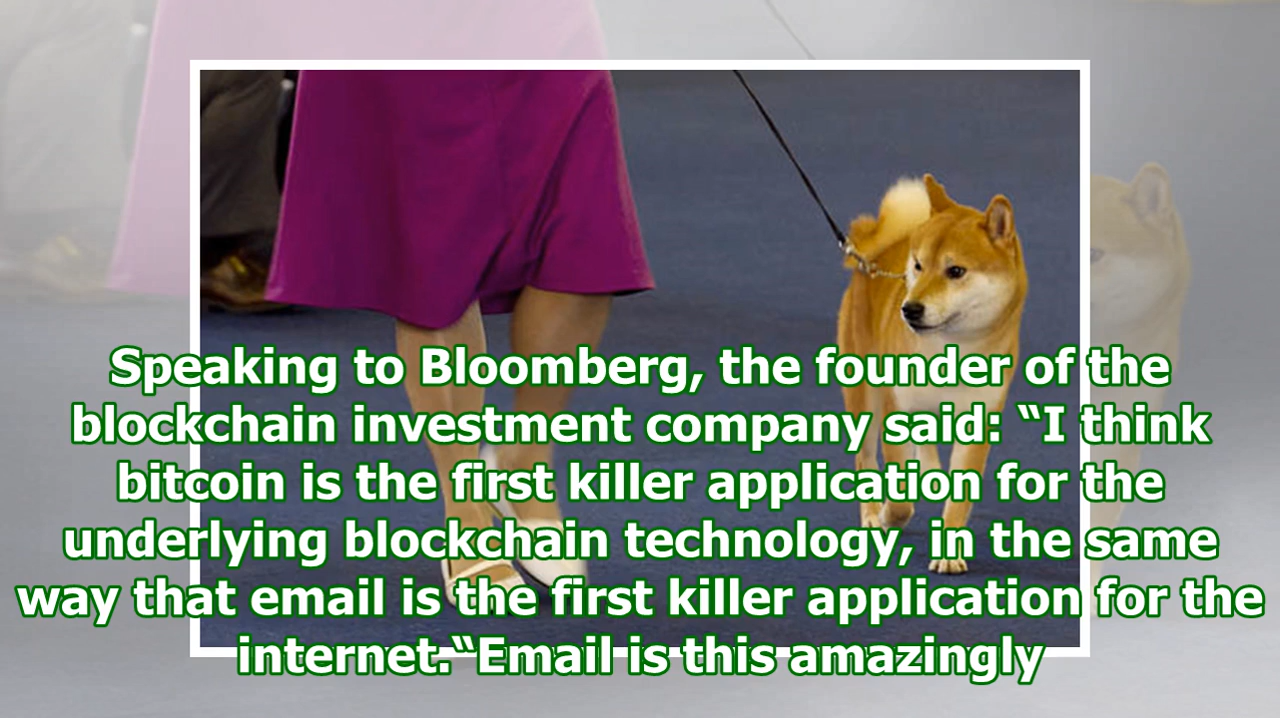 Speaking to Bloomberg, the founder of the
blockchain investment company said: “I think
bitcoin is the first killer application for the
underlying blockchain technology, in the same
way that email is the first killer application for the
internet.“Email is this amazingly